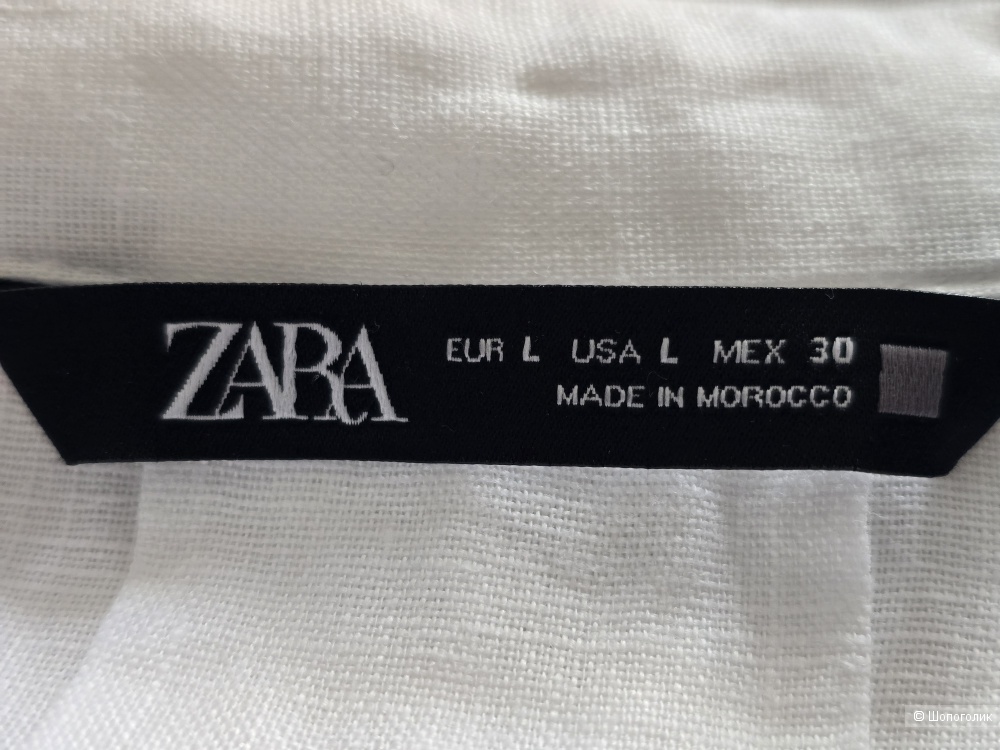 ZARA
EUR L USA L MEX 30
MADE IN MOROCCO
© Шопоголик